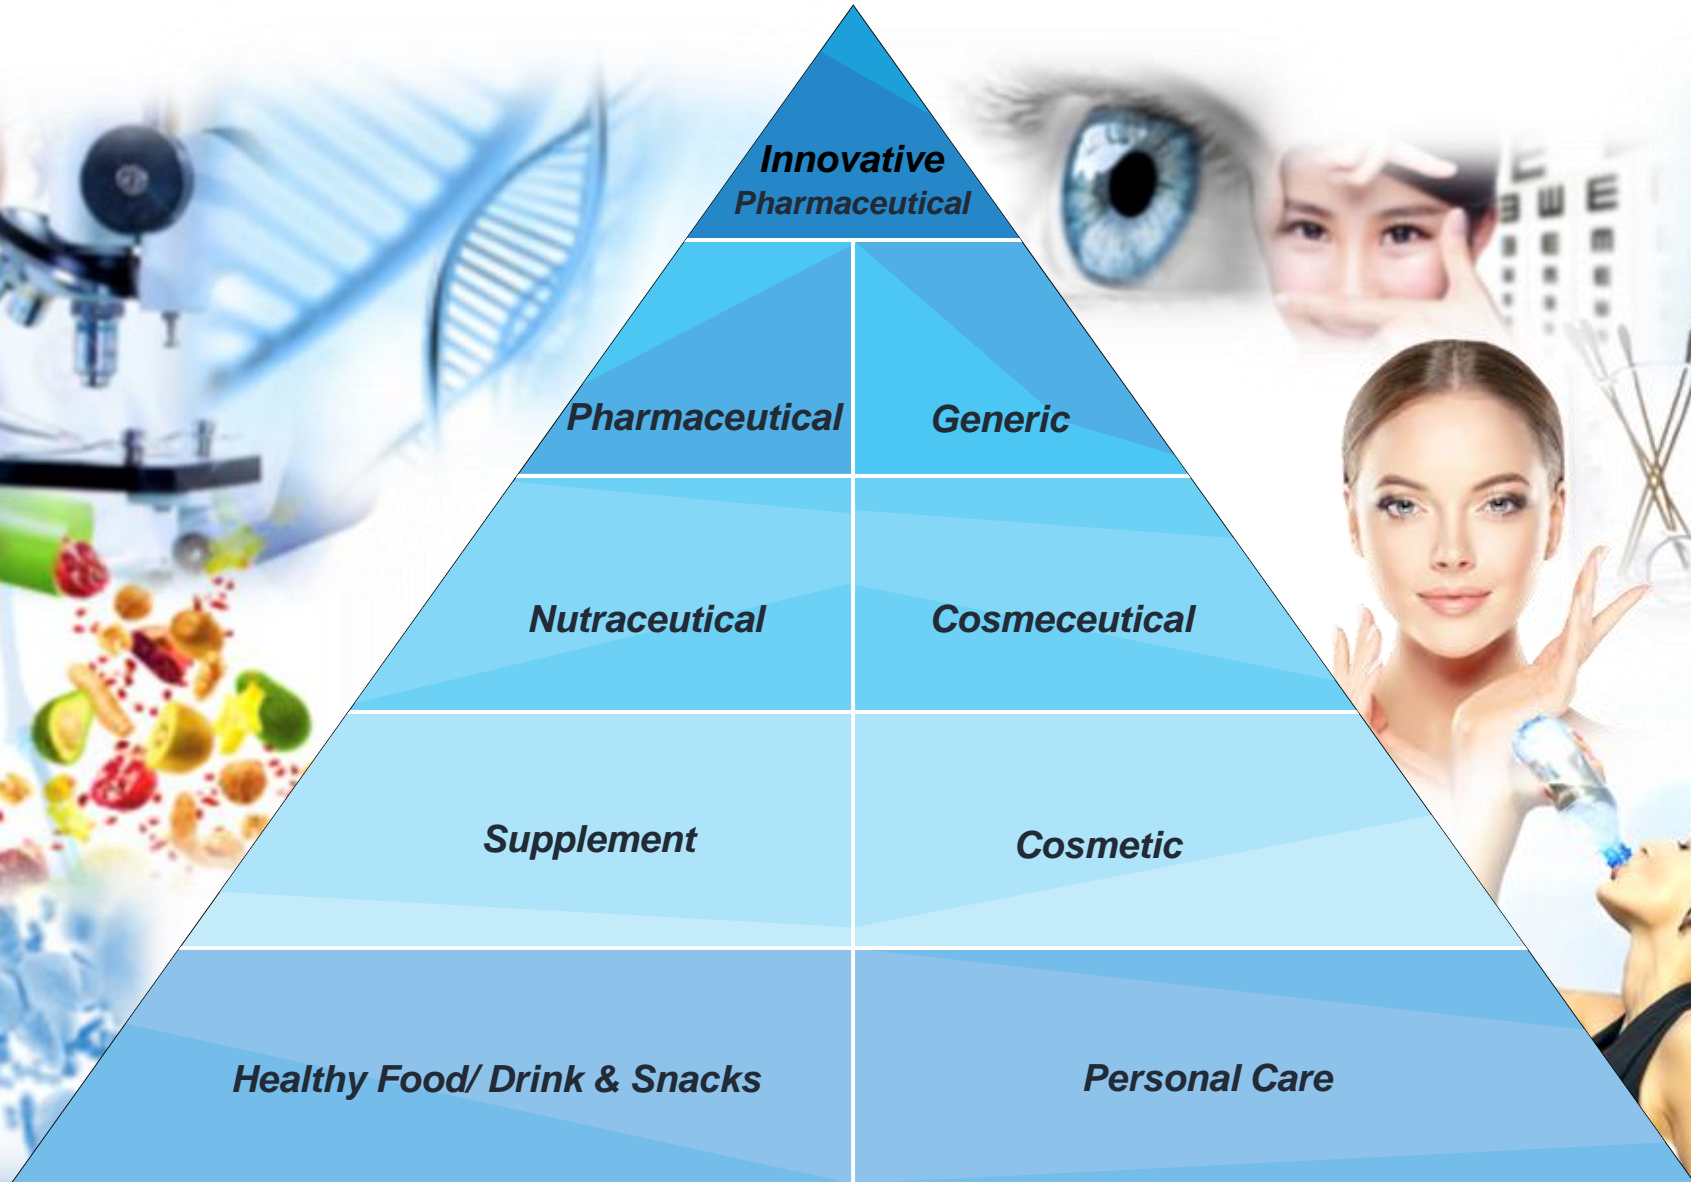 Innovative
Pharmaceutical
Pharmaceutical
Generic
Nutraceutical
Cosmeceutical
Supplement
Cosmetic
Healthy Food/ Drink & Snacks
Personal Care